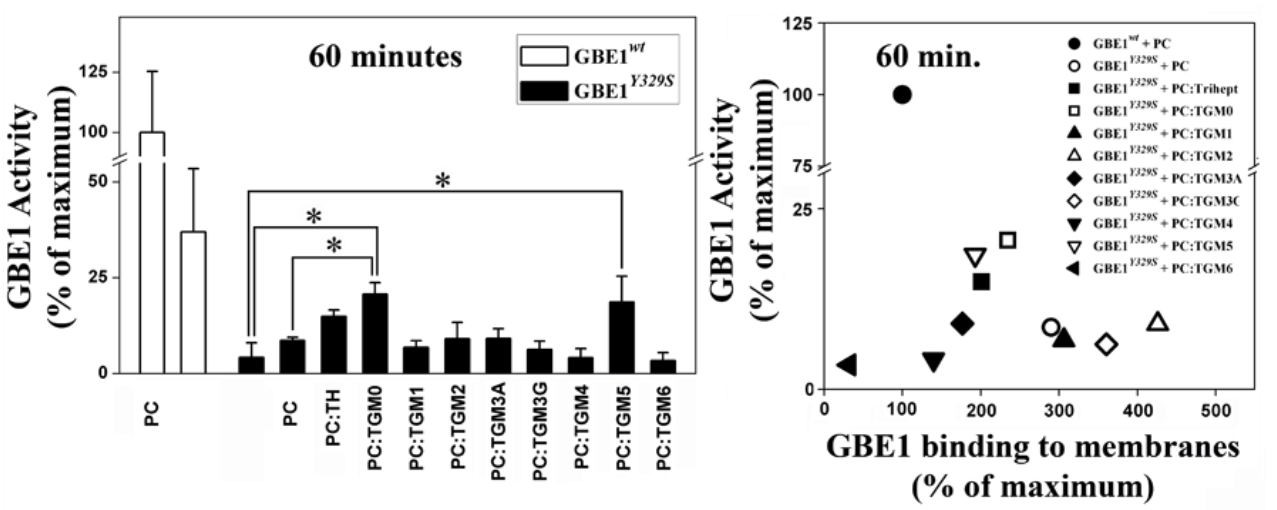 60 minutes
GBE1wt
GBE1Y329S
GBE1 Activity
(% of maximum)
125
100
50
25
0
*
*
*
PC
PC
PC:TH
PC:TGM0
PC:TGM1
PC:TGM2
PC:TGM3A
PC:TGM3G
PC:TGM4
PC:TGM5
PC:TGM6
60 min.
GBE1wt + PC
GBE1Y329S + PC
GBE1Y329S + PC:Trihept
GBE1Y329S + PC:TGM0
GBE1Y329S + PC:TGM1
GBE1Y329S + PC:TGM2
GBE1Y329S + PC:TGM3A
GBE1Y329S + PC:TGM3(
GBE1Y329S + PC:TGM4
GBE1Y329S + PC:TGM5
GBE1Y329S + PC:TGM6
GBE1 Activity
(% of maximum)
125
100
75
25
0
0
100
200
300
400
500
GBE1 binding to membranes
(% of maximum)